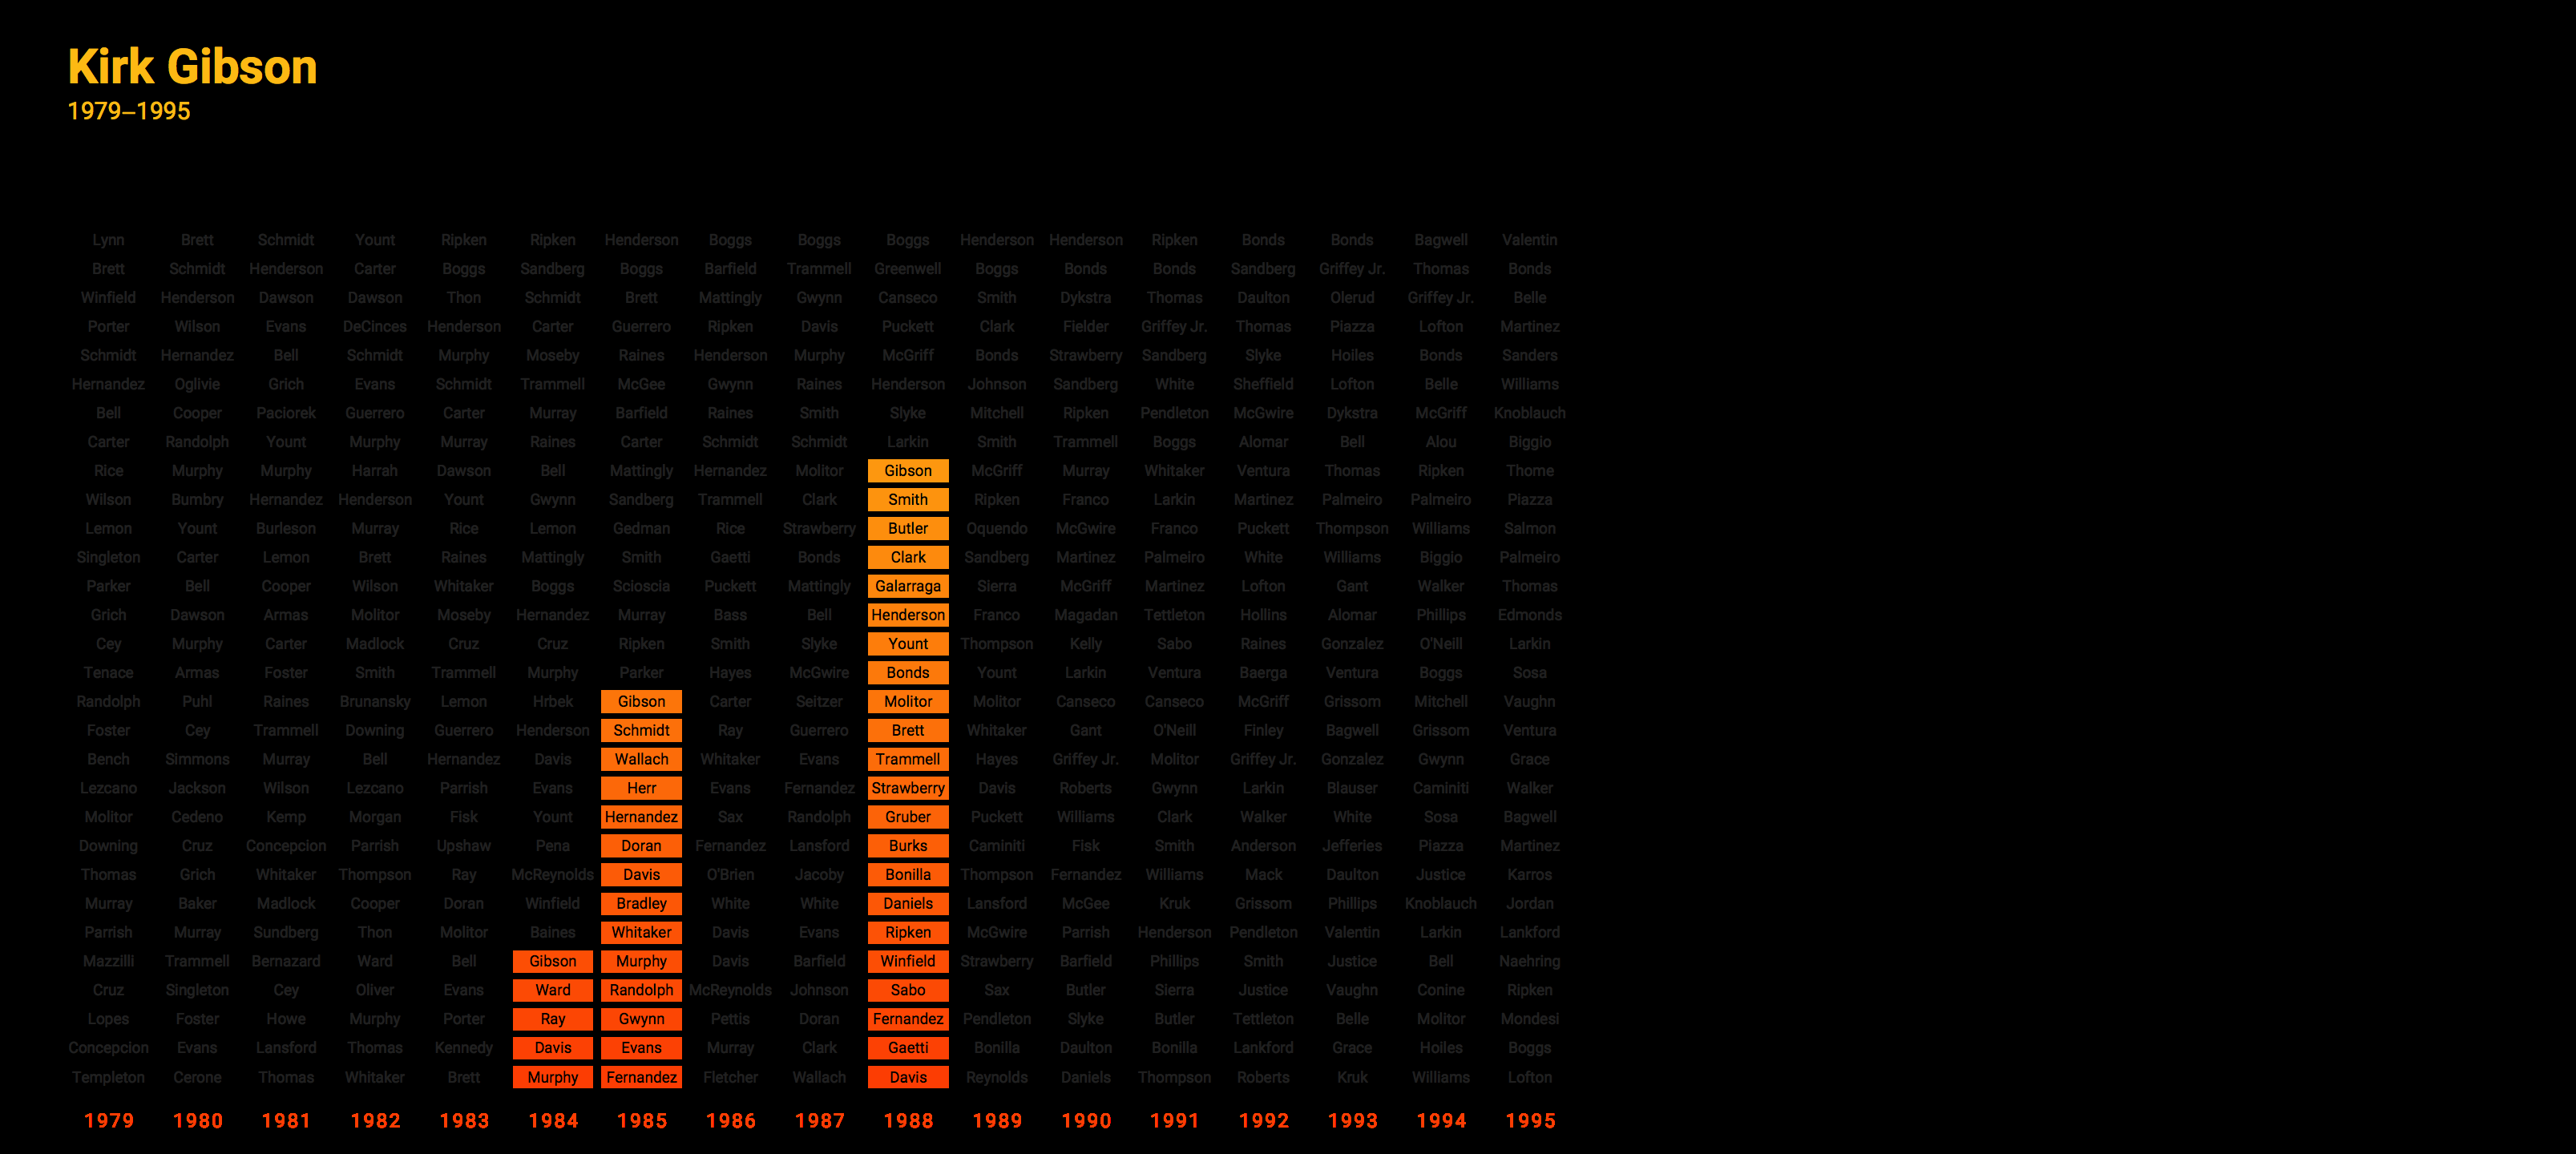 Kirk Gibson
1979–1995
Lynn Brett Schmidt Yount Ripken Ripken Henderson Boggs Boggs Boggs Henderson Henderson Ripken Bonds Bonds Bagwell Valentin
Brett Schmidt Henderson Carter Boggs Sandberg Boggs Barfield Trammell Greenwell Boggs Bonds Bonds Sandberg Griffey Jr. Thomas Bonds
Winfield Henderson Dawson Dawson Thon Schmidt Brett Mattingly Gwynn Canseco Smith Dykstra Thomas Daulton Olerud Griffey Jr. Belle
Porter Wilson Evans DeCinces Henderson Carter Guerrero Ripken Davis Puckett Clark Fielder Griffey Jr. Thomas Piazza Lofton Martinez
Schmidt Hernandez Bell Schmidt Murphy Moseby Raines Henderson Murphy McGriff Bonds Strawberry Sandberg Slyke Hoiles Bonds Sanders
Hernandez Oglivie Grich Evans Schmidt Trammell McGee Gwynn Raines Henderson Johnson Sandberg White Sheffield Lofton Belle Williams
Bell Cooper Paciorek Guerrero Carter Murray Barfield Raines Smith Slyke Mitchell Ripken Pendleton McGwire Dykstra McGriff Knoblauch
Carter Randolph Yount Murphy Murray Raines Carter Schmidt Schmidt Larkin Smith Trammell Boggs Alomar Bell Alou Biggio
Rice Murphy Murphy Harrah Dawson Bell Mattingly Hernandez Molitor Gibson McGriff Murray Whitaker Ventura Thomas Ripken Thome
Wilson Bumbry Hernandez Henderson Yount Gwynn Sandberg Trammell Clark Smith Ripken Franco Larkin Martinez Palmeiro Palmeiro Piazza
Lemon Yount Burleson Murray Rice Lemon Gedman Rice Strawberry Butler Oquendo McGwire Franco Puckett Thompson Williams Salmon
Singleton Carter Lemon Brett Raines Mattingly Smith Gaetti Bonds Clark Sandberg Martinez Palmeiro White Williams Biggio Palmeiro
Parker Bell Cooper Wilson Whitaker Boggs Scioscia Puckett Mattingly Galarraga Sierra McGriff Martinez Lofton Gant Walker Thomas
Grich Dawson Armas Molitor Moseby Hernandez Murray Bass Bell Henderson Franco Magadan Tettleton Hollins Alomar Phillips Edmonds
Cey Murphy Carter Madlock Cruz Cruz Ripken Smith Slyke Yount Thompson Kelly Sabo Raines Gonzalez O'Neill Larkin
Tenace Armas Foster Smith Trammell Murphy Parker Hayes McGwire Bonds Yount Larkin Ventura Baerga Ventura Boggs Sosa
Randolph Puhl Raines Brunansky Lemon Hrbek Gibson Carter Seitzer Molitor Molitor Canseco Canseco McGriff Grissom Mitchell Vaughn
Foster Cey Trammell Downing Guerrero Henderson Schmidt Ray Guerrero Brett Whitaker Gant O'Neill Finley Bagwell Grissom Ventura
Bench Simmons Murray Bell Hernandez Davis Wallach Whitaker Evans Trammell Hayes Griffey Jr. Molitor Griffey Jr. Gonzalez Gwynn Grace
Lezcano Jackson Wilson Lezcano Parrish Evans Herr Evans Fernandez Strawberry Davis Roberts Gwynn Larkin Blauser Caminiti Walker
Molitor Cedeno Kemp Morgan Fisk Yount Hernandez Sax Randolph Gruber Puckett Williams Clark Walker White Sosa Bagwell
Downing Cruz Concepcion Parrish Upshaw Pena Doran Fernandez Lansford Burks Caminiti Fisk Smith Anderson Jefferies Piazza Martinez
Thomas Grich Whitaker Thompson Ray McReynolds Davis O'Brien Jacoby Bonilla Thompson Fernandez Williams Mack Daulton Justice Karros
Murray Baker Madlock Cooper Doran Winfield Bradley White White Daniels Lansford McGee Kruk Grissom Phillips Knoblauch Jordan
Parrish Murray Sundberg Thon Molitor Baines Whitaker Davis Evans Ripken McGwire Parrish Henderson Pendleton Valentin Larkin Lankford
Mazzilli Trammell Bernazard Ward Bell Gibson Murphy Davis Barfield Winfield Strawberry Barfield Phillips Smith Justice Bell Naehring
Cruz Singleton Cey Oliver Evans Ward Randolph McReynolds Johnson Sabo Sax Butler Sierra Justice Vaughn Conine Ripken
Lopes Foster Howe Murphy Porter Ray Gwynn Pettis Doran Fernandez Pendleton Slyke Butler Tettleton Belle Molitor Mondesi
Concepcion Evans Lansford Thomas Kennedy Davis Evans Murray Clark Gaetti Bonilla Daulton Bonilla Lankford Grace Hoiles Boggs
Templeton Cerone Thomas Whitaker Brett Murphy Fernandez Fletcher Wallach Davis Reynolds Daniels Thompson Roberts Kruk Williams Lofton
1979 1980 1981 1982 1983 1984 1985 1986 1987 1988 1989 1990 1991 1992 1993 1994 1995